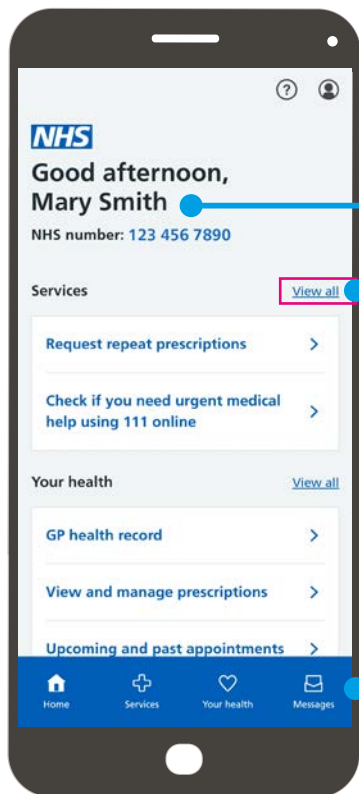 ?
NHS
Good afternoon,
Mary Smith
NHS number: 123 456 7890
Services View all
Request repeat prescriptions
Check if you need urgent medical
help using 111 online
Your health View all
GP health record
View and manage prescriptions
Upcoming and past appointments
Home Services Your health Messages